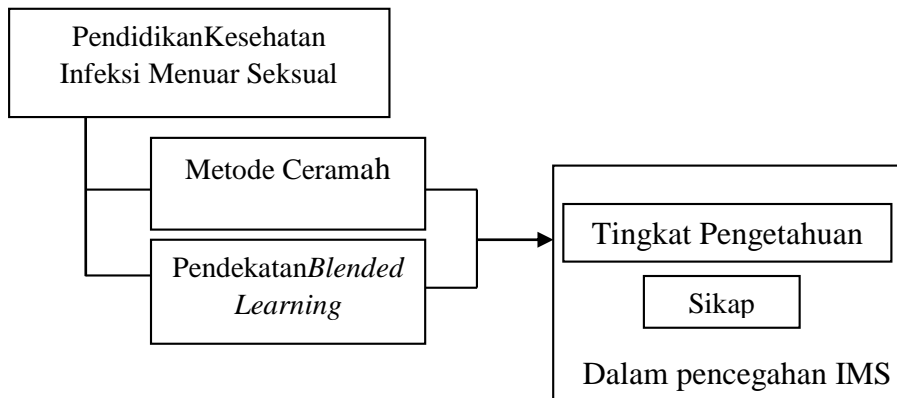 PendidikanKesehatan
Infeksi Menuar Seksual
Metode Ceramah
PendekatanBlended
Learning
Tingkat Pengetahuan
Sikap
Dalam pencegahan IMS